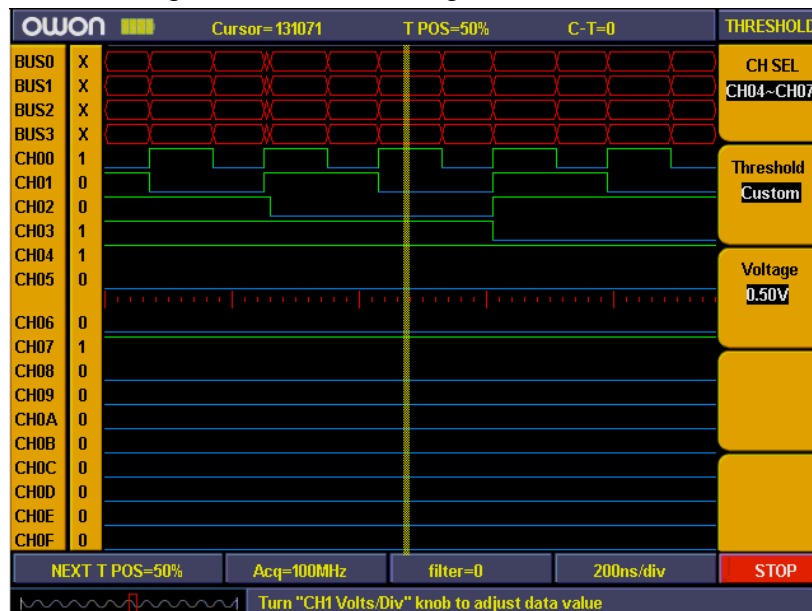 owon Cursor=131071 T POS=50% C-T=0 THRESHOLD
BUS0 X
BUS1 X
BUS2 X
BUS3 X
CH00 1
CH01 0
CH02 0
CH03 1
CH04 1
CH05 0
CH06 0
CH07 1
CH08 0
CH09 0
CH0A 0
CH0B 0
CH0C 0
CH0D 0
CH0E 0
CH0F 0
CH SEL
CH04~CH07
Threshold
Custom
Voltage
0.50V
NEXT T POS=50% Acq=100MHz filter=0 200ns/div STOP
Turn "CH1 Volts/Div" knob to adjust data value